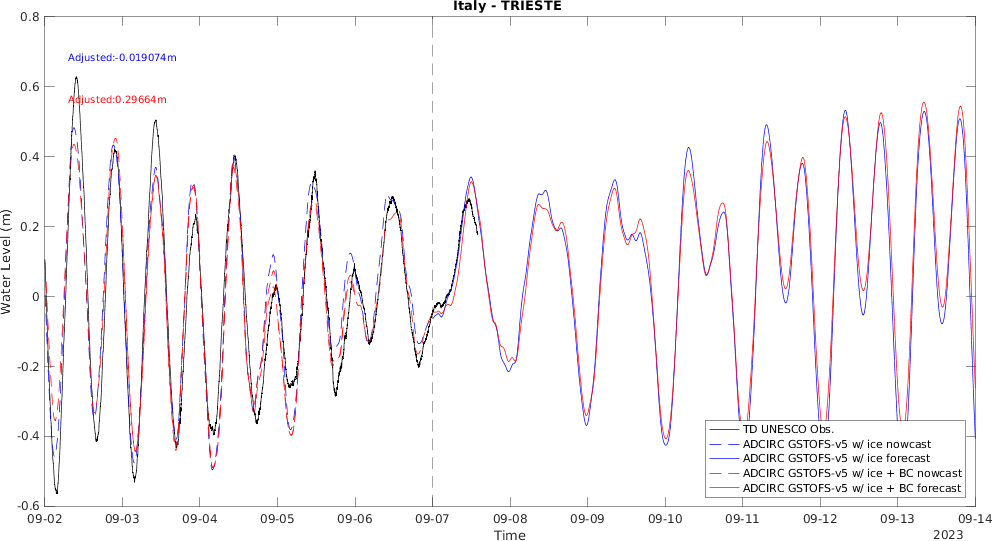 Italy - TRIESTE
Adjusted:-0.019074m
Adjusted:0.29664m
Water Level (m)
0.8
0.6
0.4
0.2
0
-0.2
-0.4
-0.6
TD UNESCO Obs.
ADCIRC GSTOFS-v5 w/ ice nowcast
ADCIRC GSTOFS-v5 w/ ice forecast
ADCIRC GSTOFS-v5 w/ ice + BC nowcast
ADCIRC GSTOFS-v5 w/ ice + BC forecast
09-02 09-03 09-04 09-05 09-06 09-07 09-08 09-09 09-10 09-11 09-12 09-13 09-14
Time
2023